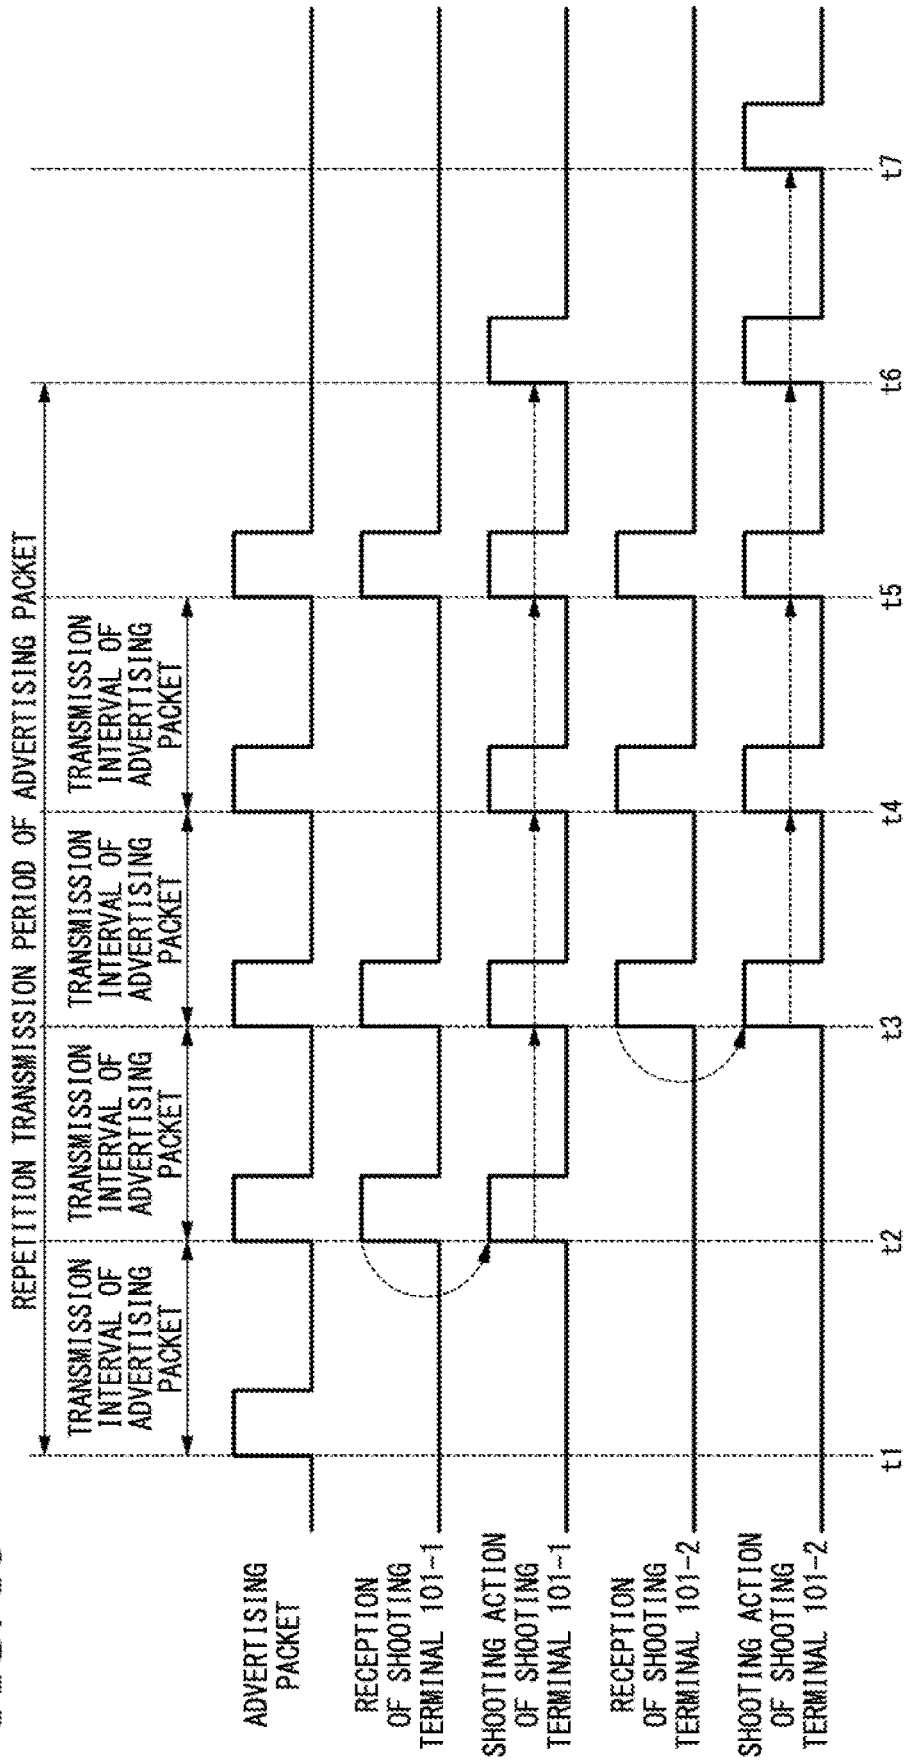 REPETITION TRANSMISSION PERIOD OF ADVERTISING PACKET
TRANSMISSION
INTERVAL OF
ADVERTISING
PACKET
TRANSMISSION
INTERVAL OF
ADVERTISING
PACKET
TRANSMISSION
INTERVAL OF
ADVERTISING
PACKET
TRANSMISSION
INTERVAL OF
ADVERTISING
PACKET
ADVERTISING
PACKET
RECEPTION
OF SHOOTING
TERMINAL 101-1
SHOOTING ACTION
OF SHOOTING
TERMINAL 101-1
RECEPTION
OF SHOOTING
TERMINAL 101-2
SHOOTING ACTION
OF SHOOTING
TERMINAL 101-2
t1
t2
t3
t4
t5
t6
t7